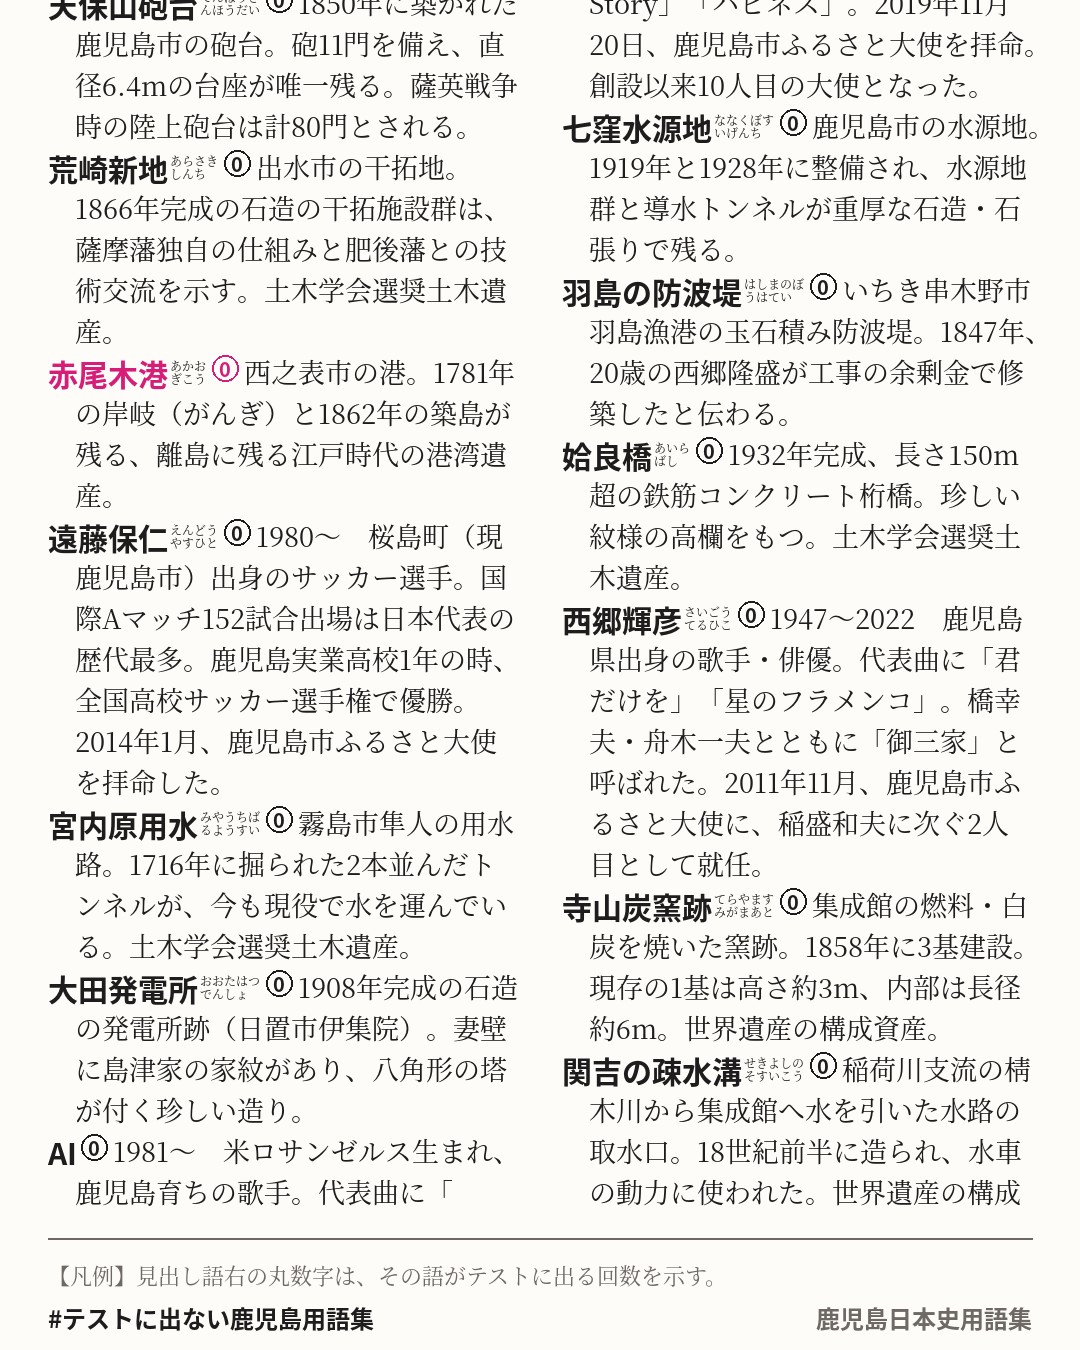 天保山砲台 てんぽうざ んほうだい ⓪ 1850年に築かれた
鹿児島市の砲台。砲11門を備え、直
径6.4mの台座が唯一残る。薩英戦争
時の陸上砲台は計80門とされる。
荒崎新地 あらさき しんち ⓪ 出水市の干拓地。
1866年完成の石造の干拓施設群は、
薩摩藩独自の仕組みと肥後藩との技
術交流を示す。土木学会選奨土木遺
産。
赤尾木港 あかお ぎこう ⓪ 西之表市の港。1781年
の岸岐（がんぎ）と1862年の築島が
残る、離島に残る江戸時代の港湾遺
産。
遠藤保仁 えんどう やすひと ⓪ 1980〜　桜島町（現
鹿児島市）出身のサッカー選手。国
際Aマッチ152試合出場は日本代表の
歴代最多。鹿児島実業高校1年の時、
全国高校サッカー選手権で優勝。
2014年1月、鹿児島市ふるさと大使
を拝命した。
宮内原用水 みやうちば るようすい ⓪ 霧島市隼人の用水
路。1716年に掘られた2本並んだト
ンネルが、今も現役で水を運んでい
る。土木学会選奨土木遺産。
大田発電所 おおたはつ でんしょ ⓪ 1908年完成の石造
の発電所跡（日置市伊集院）。妻壁
に島津家の家紋があり、八角形の塔
が付く珍しい造り。
AI ⓪ 1981〜　米ロサンゼルス生まれ、
鹿児島育ちの歌手。代表曲に「
Story」「ハピネス」。2019年11月
20日、鹿児島市ふるさと大使を拝命。
創設以来10人目の大使となった。
七窪水源地 ななくぼす いげんち ⓪ 鹿児島市の水源地。
1919年と1928年に整備され、水源地
群と導水トンネルが重厚な石造・石
張りで残る。
羽島の防波堤 はしまのぼ うはてい ⓪ いちき串木野市
羽島漁港の玉石積み防波堤。1847年、
20歳の西郷隆盛が工事の余剰金で修
築したと伝わる。
姶良橋 あいら ばし ⓪ 1932年完成、長さ150m
超の鉄筋コンクリート桁橋。珍しい
紋様の高欄をもつ。土木学会選奨土
木遺産。
西郷輝彦 さいごう てるひこ ⓪ 1947〜2022　鹿児島
県出身の歌手・俳優。代表曲に「君
だけを」「星のフラメンコ」。橋幸
夫・舟木一夫とともに「御三家」と
呼ばれた。2011年11月、鹿児島市ふ
るさと大使に、稲盛和夫に次ぐ2人
目として就任。
寺山炭窯跡 てらやます みがまあと ⓪ 集成館の燃料・白
炭を焼いた窯跡。1858年に3基建設。
現存の1基は高さ約3m、内部は長径
約6m。世界遺産の構成資産。
関吉の疎水溝 せきよしの そすいこう ⓪ 稲荷川支流の棈
木川から集成館へ水を引いた水路の
取水口。18世紀前半に造られ、水車
の動力に使われた。世界遺産の構成
【凡例】見出し語右の丸数字は、その語がテストに出る回数を示す。
#テストに出ない鹿児島用語集
鹿児島日本史用語集